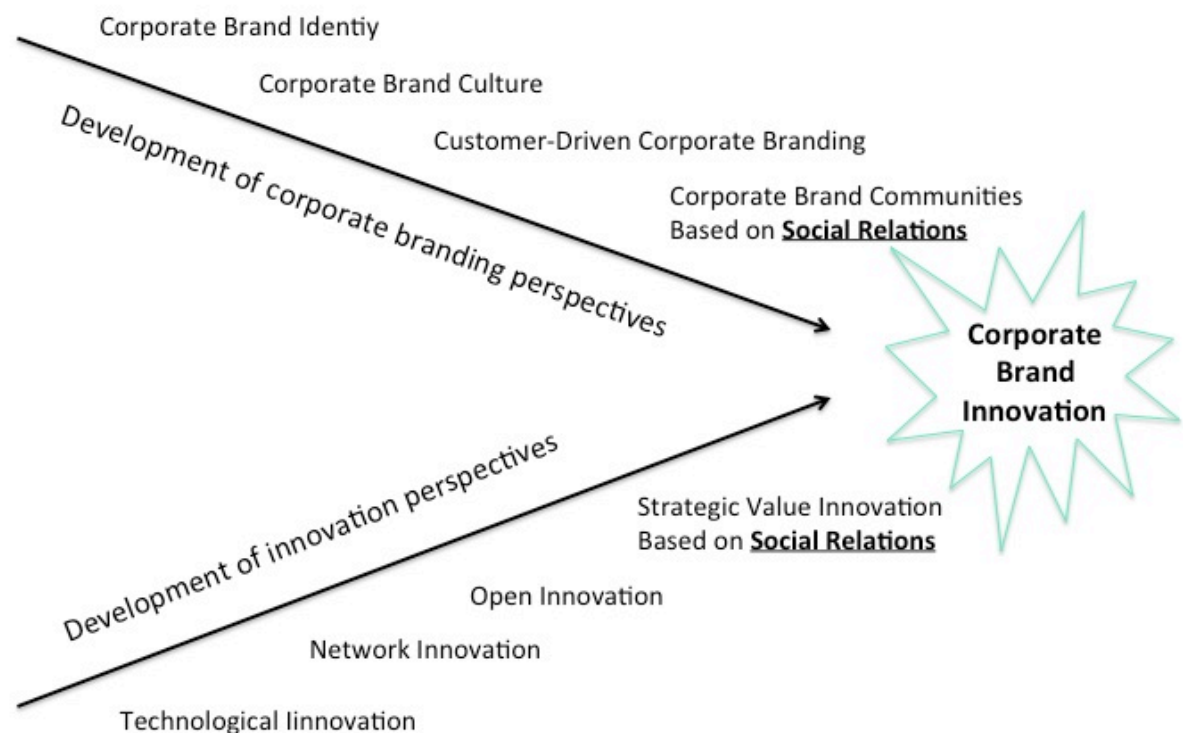 Corporate Brand Identiy
Corporate Brand Culture
Customer-Driven Corporate Branding
Corporate Brand Communities
Based on Social Relations
Development of corporate branding perspectives
Corporate
Brand
Innovation
Development of innovation perspectives
Strategic Value Innovation
Based on Social Relations
Open Innovation
Network Innovation
Technological Iinnovation